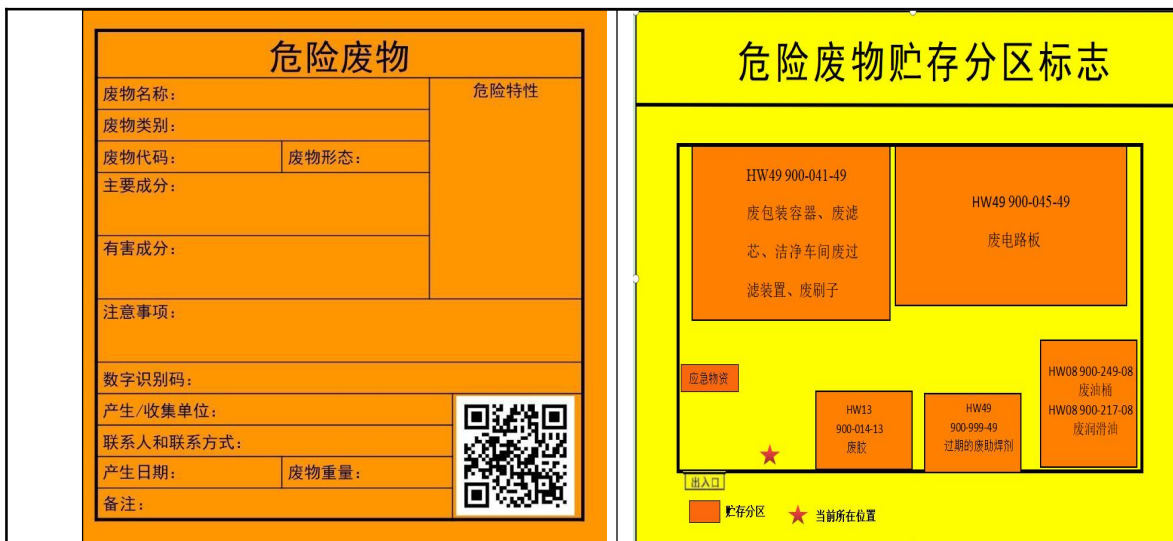 危险废物
废物名称：
危险特性
废物类别：
废物代码：
废物形态：
主要成分：
有害成分：
注意事项：
数字识别码：
产生/收集单位：
联系人和联系方式：
产生日期：
废物重量：
备注：
危险废物贮存分区标志
HW49 900-041-49
废包装容器、废滤
芯、洁净车间废过
滤装置、废刷子
HW49 900-045-49
废电路板
应急物资
HW13
900-014-13
废胶
HW49
900-999-49
过期的废助焊剂
HW08 900-249-08
废油桶
HW08 900-217-08
废润滑油
出入口
贮存分区
当前所在位置